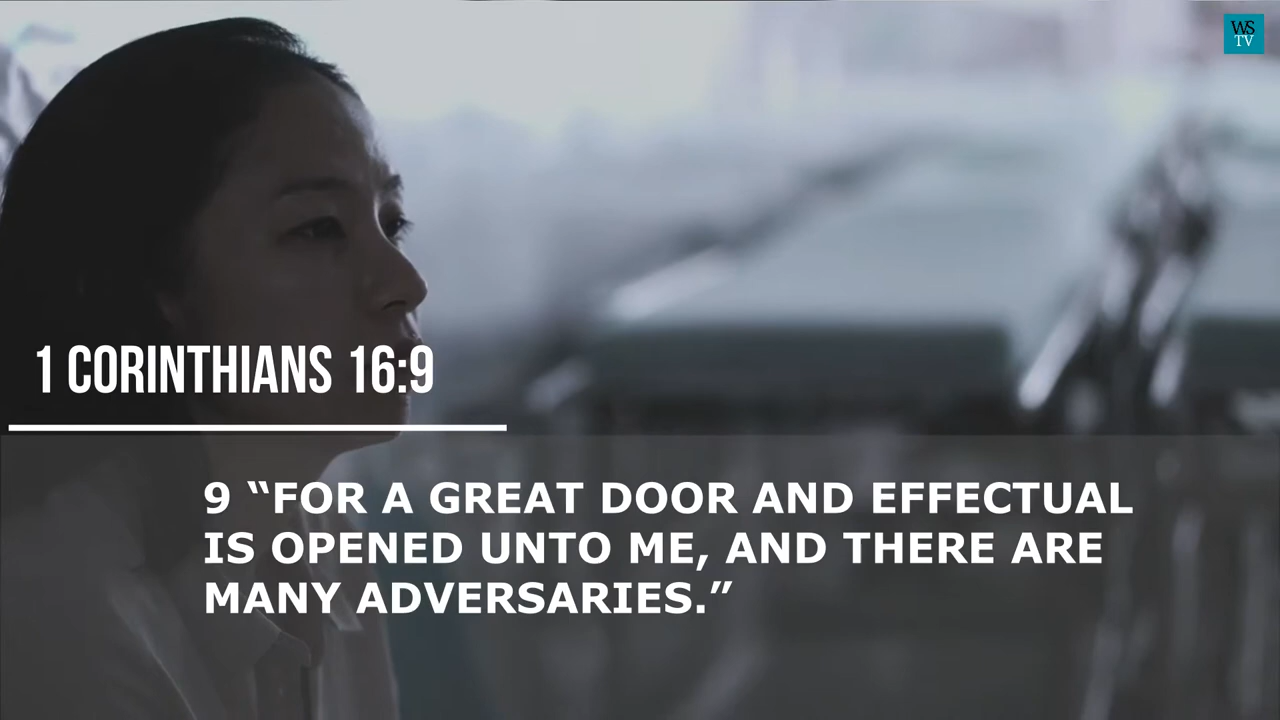 WS
TV
1 CORINTHIANS 16:9
9 “FOR A GREAT DOOR AND EFFECTUAL
IS OPENED UNTO ME, AND THERE ARE
MANY ADVERSARIES.”